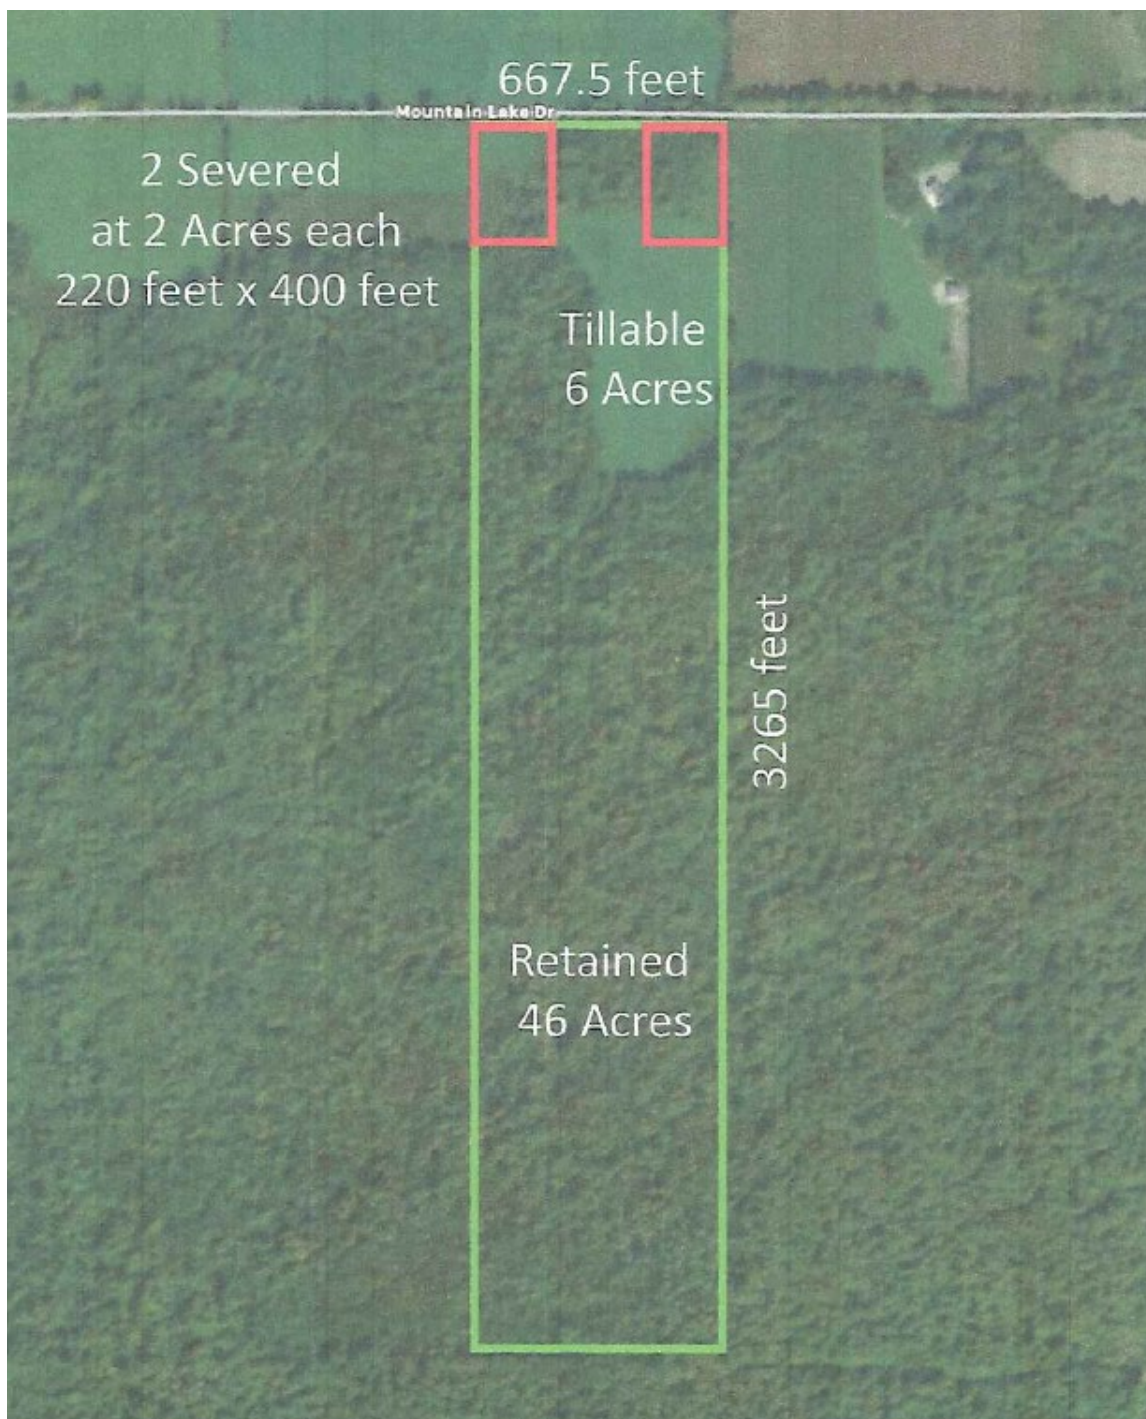 667.5 feet
Mountain Lake Dr
2 Severed
at 2 Acres each
220 feet x 400 feet
Tillable
6 Acres
3265 feet
Retained
46 Acres